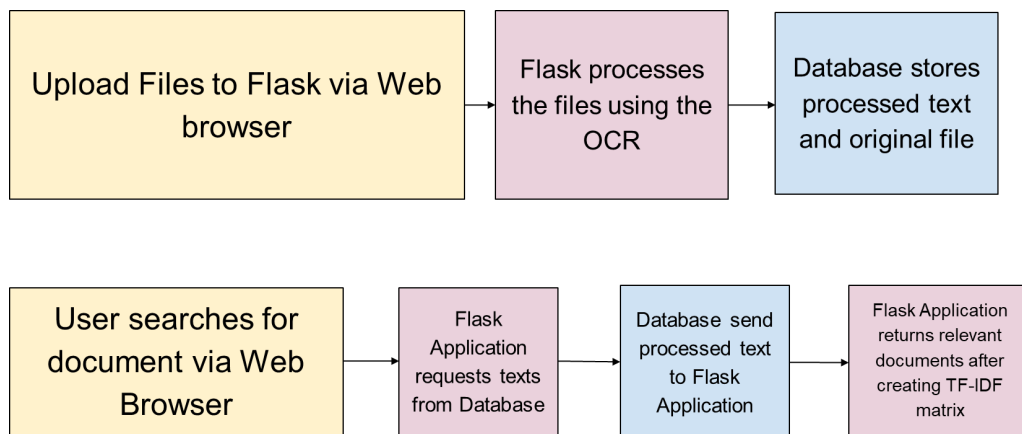 Upload Files to Flask via Web
browser
Flask processes
the files using the
OCR
Database stores
processed text
and original file
User searches for
document via Web
Browser
Flask
Application
requests texts
from Database
Database send
processed text
to Flask
Application
Flask Application
returns relevant
documents after
creating TF-IDF
matrix